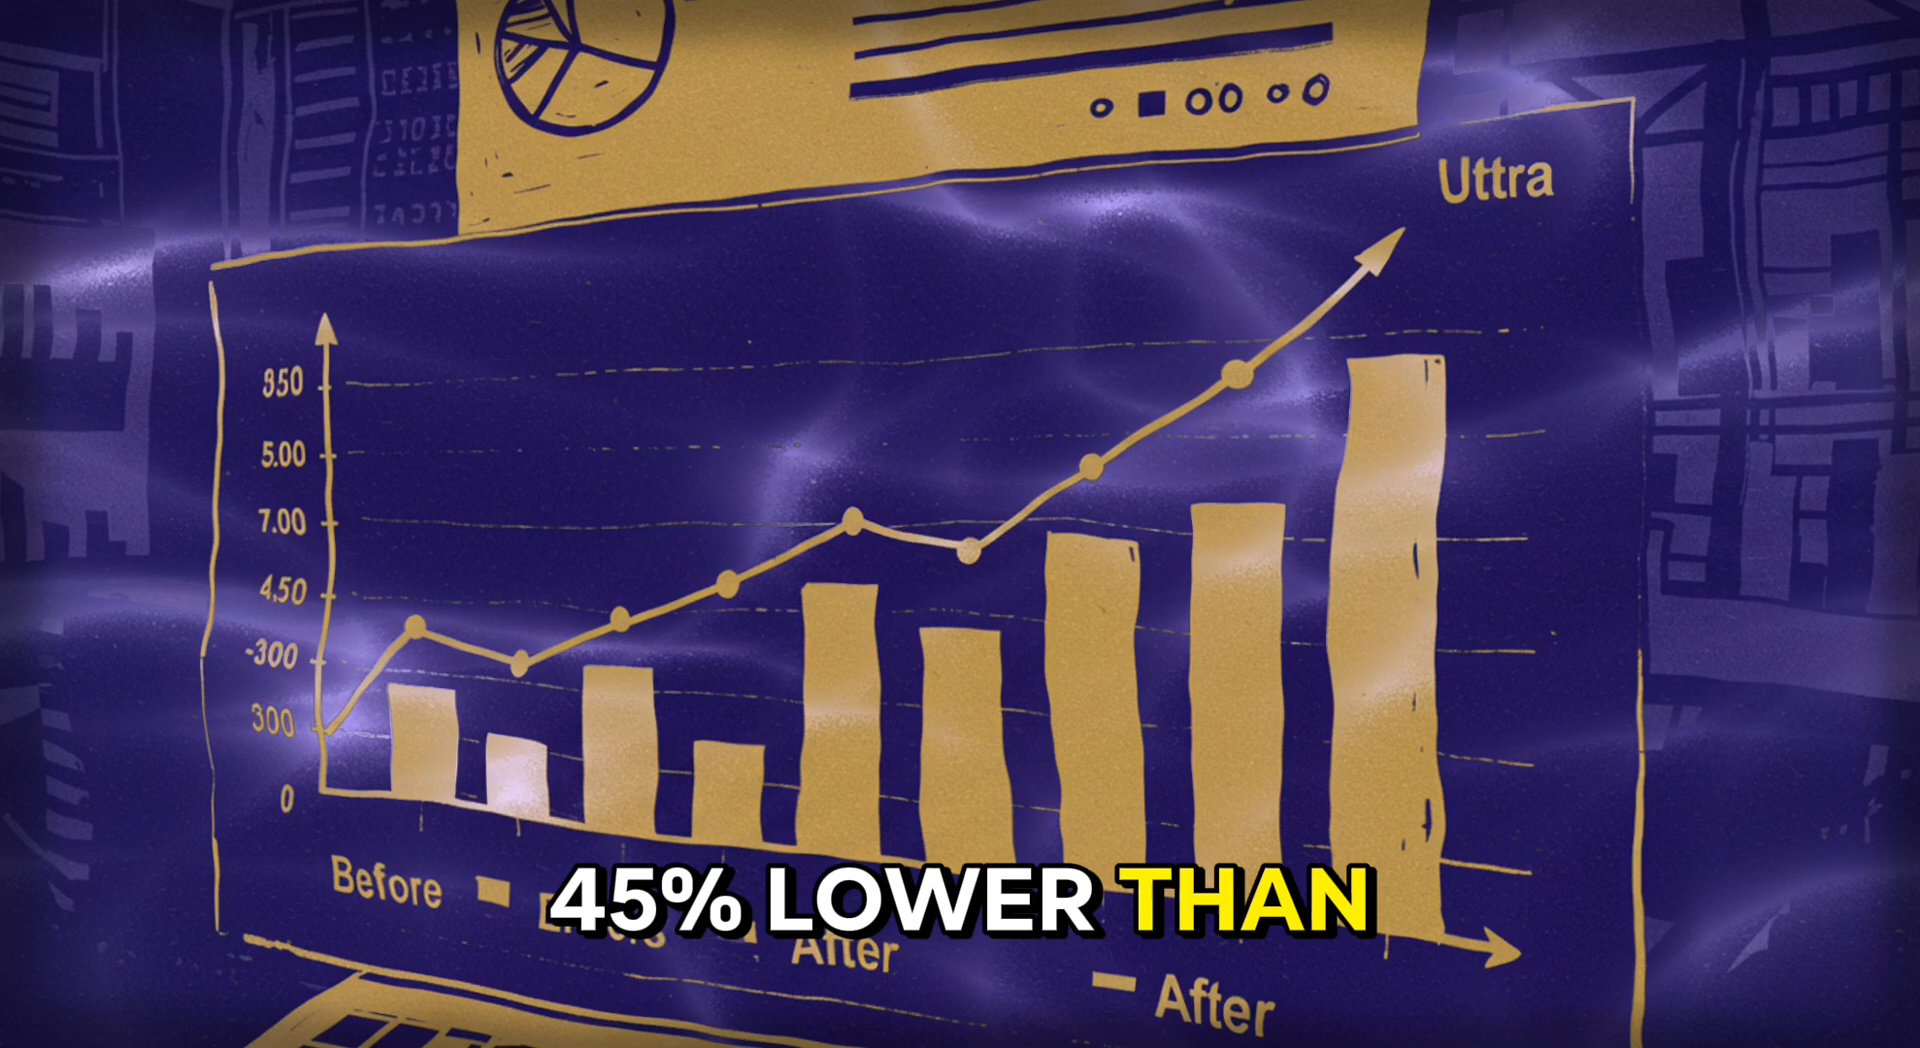 Uttra
950
5.00
7.00
4,50
-300
300
0
Before
45% LOWER THAN
After
After